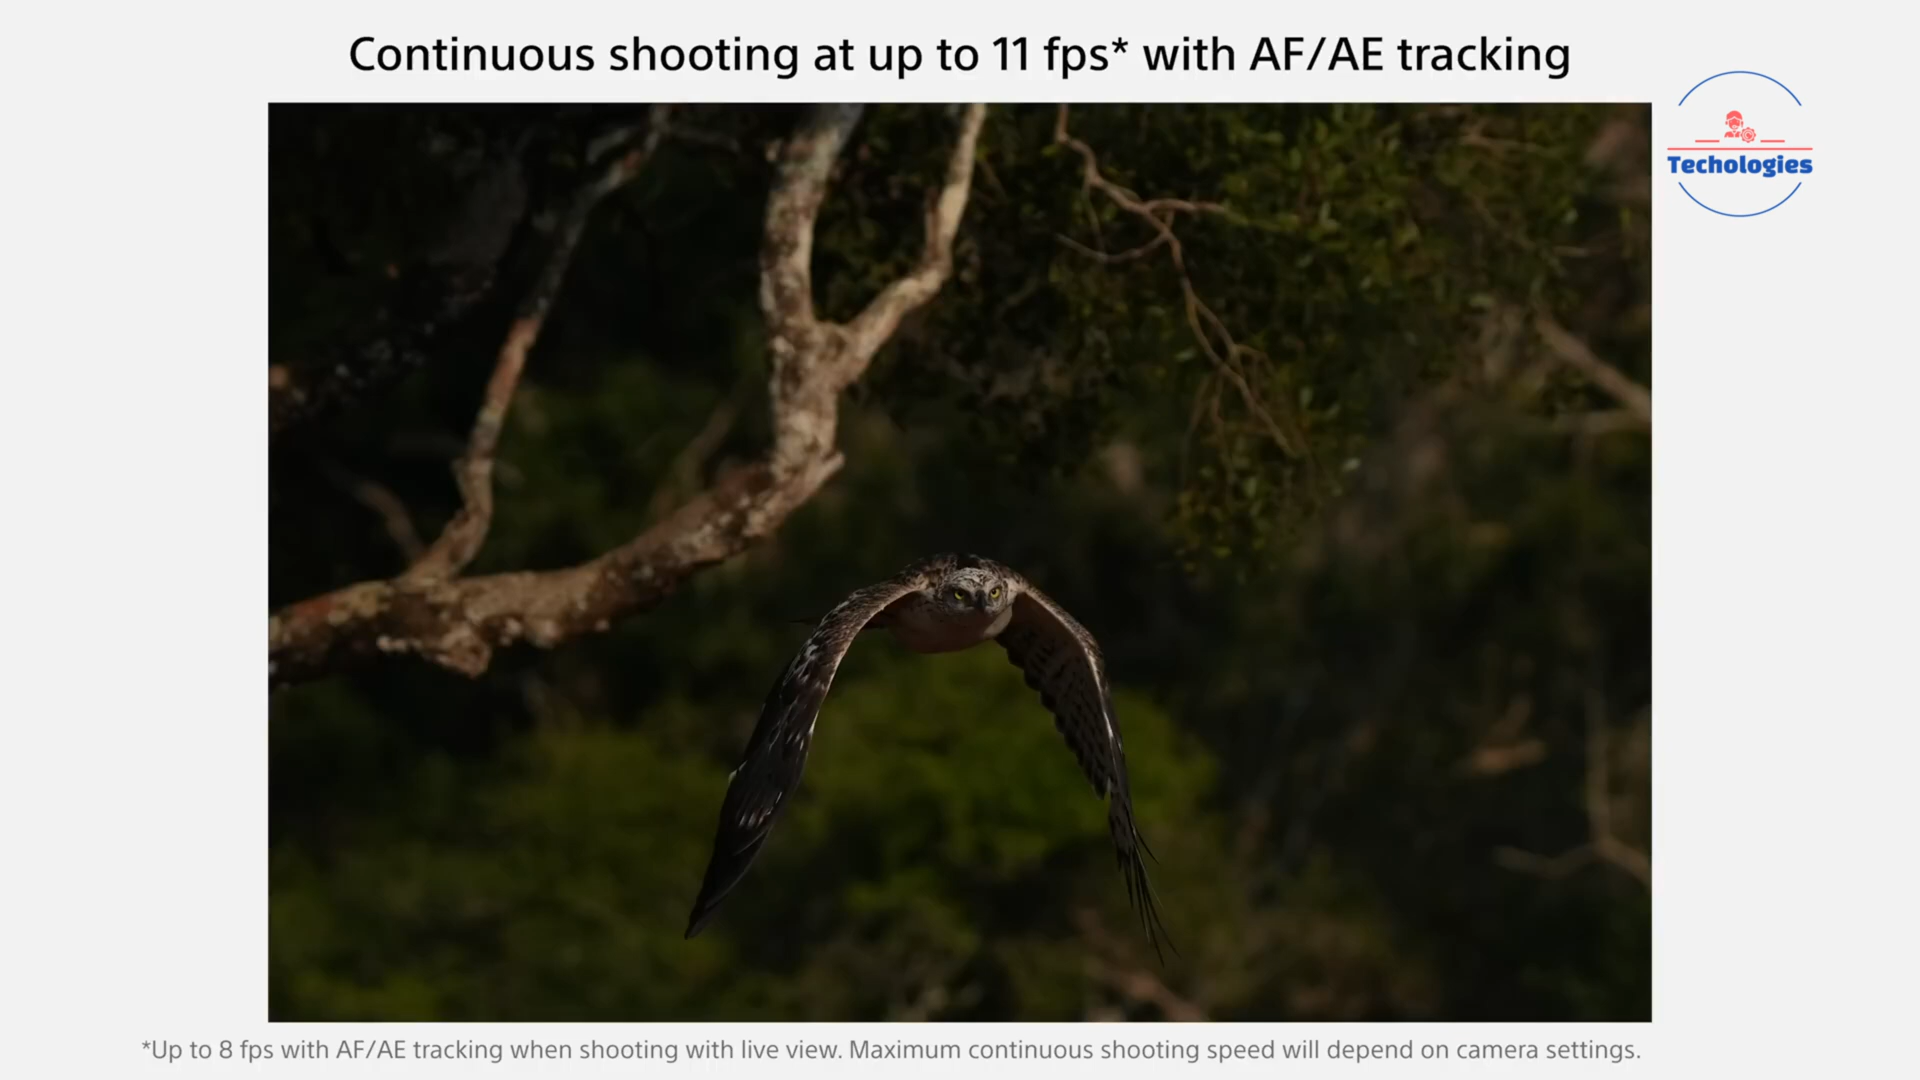 Continuous shooting at up to 11 fps* with AF/AE tracking
Techologies
*Up to 8 fps with AF/AE tracking when shooting with live view. Maximum continuous shooting speed will depend on camera settings.